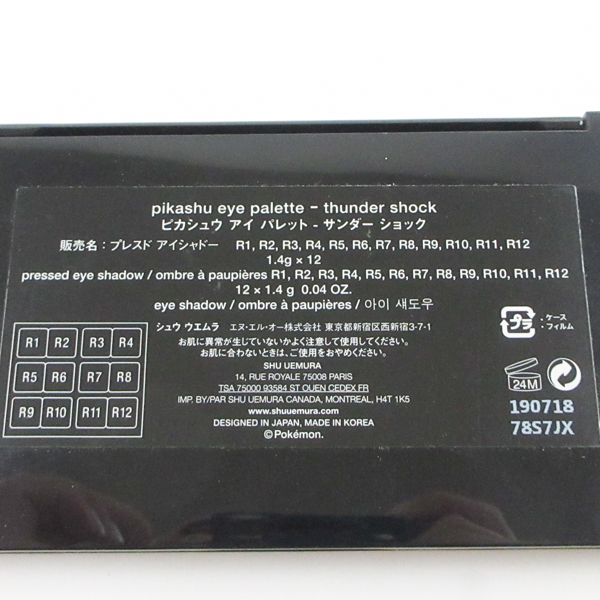 pikashu eye palette – thunder shock
ピカシュウ アイ パレット - サンダー ショック
販売名：プレスド アイシャドー R1, R2, R3, R4, R5, R6, R7, R8, R9, R10, R11, R12
1.4g × 12
pressed eye shadow / ombre à paupières R1, R2, R3, R4, R5, R6, R7, R8, R9, R10, R11, R12
12 × 1.4 g 0.04 OZ.
eye shadow / ombre à paupières / 아이 섀도우
シュウ ウエムラ エヌ・エル・オー株式会社 東京都新宿区西新宿3-7-1
お肌に異常が生じていないかよく注意して使用してください。
お肌に合わないときは、ご使用をおやめください。
SHU UEMURA
14, RUE ROYALE 75008 PARIS
TSA 75000 93584 ST OUEN CEDEX FR
IMP. BY/PAR SHU UEMURA CANADA, MONTREAL, H4T 1K5
www.shuuemura.com
DESIGNED IN JAPAN, MADE IN KOREA
©Pokémon.
R1 R2 R3 R4
R5 R6 R7 R8
R9 R10 R11 R12
プラ
・ケース
・フィルム
24M
190718
78S7JX